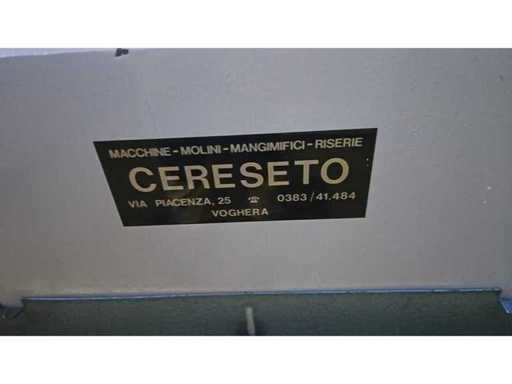 MACCHINE - MOLINI - MANGIMIFICI - RISERIE
CERESETO
VIA PIACENZA, 25 ☎ 0383/41.484
VOGHERA